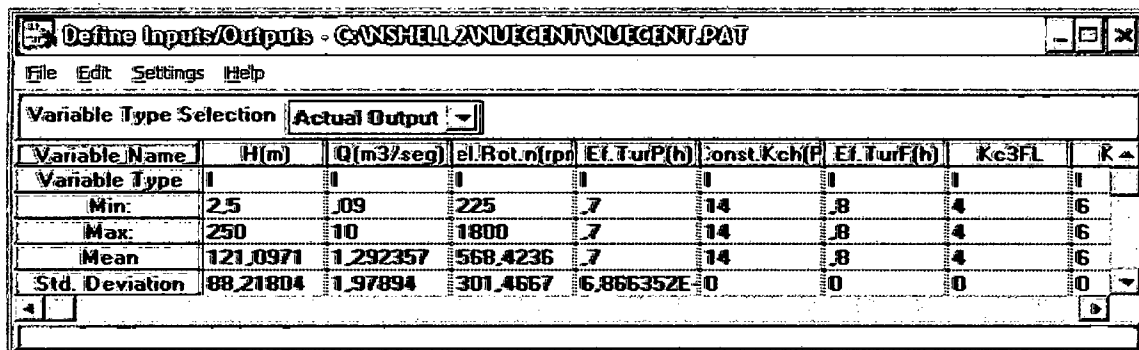 Define Inputs/Outputs - C:\NSHELL2\NUEGENT\NUEGENT.PAT
File Edit Settings Help
Variable Type Selection Actual Output
Variable Name H(m) Q(m3/seg) el.Rot.n(rpr Ef.TurP(h) onst.Kch(P Ef.TurF(h) Kc3FL K
Variable Type I I I I I I I I
Min: 2,5 ,09 225 ,7 14 ,8 4 6
Max: 250 10 1800 ,7 14 ,8 4 6
Mean 121,0971 1,292357 568,4236 ,7 14 ,8 4 6
Std. Deviation 88,21804 1,97894 301,4667 6,866352E- 0 0 0 0